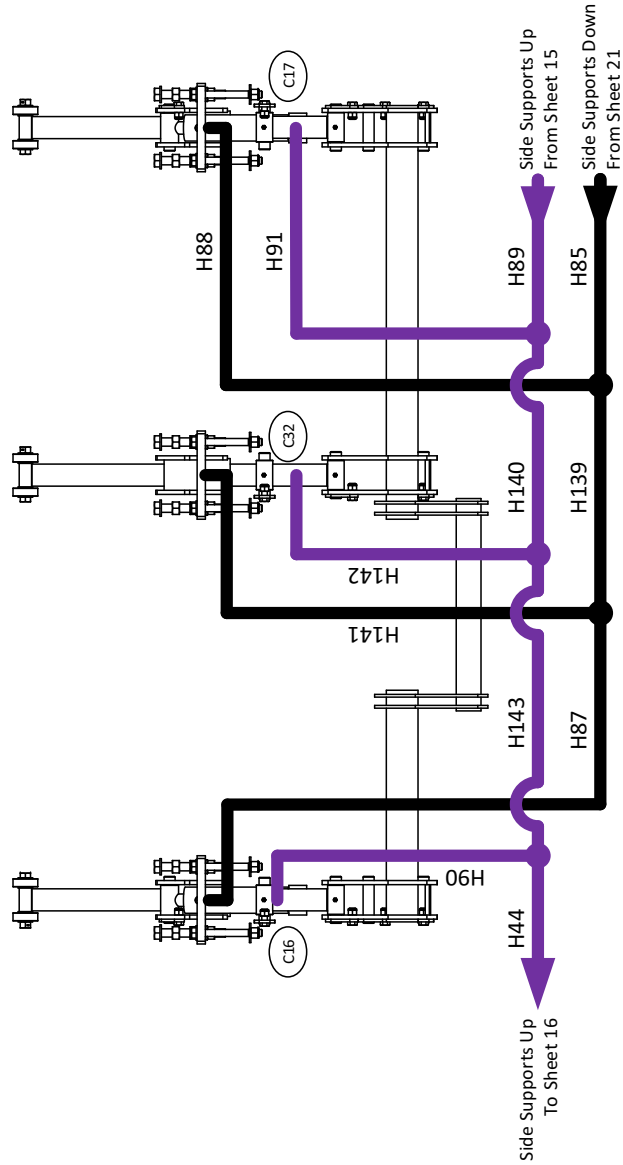 C17
Side Supports Up
From Sheet 15
Side Supports Down
From Sheet 21
H88
H91
H89
H85
C32
H140
H139
H142
H141
H143
H87
C16
H90
H44
Side Supports Up
To Sheet 16